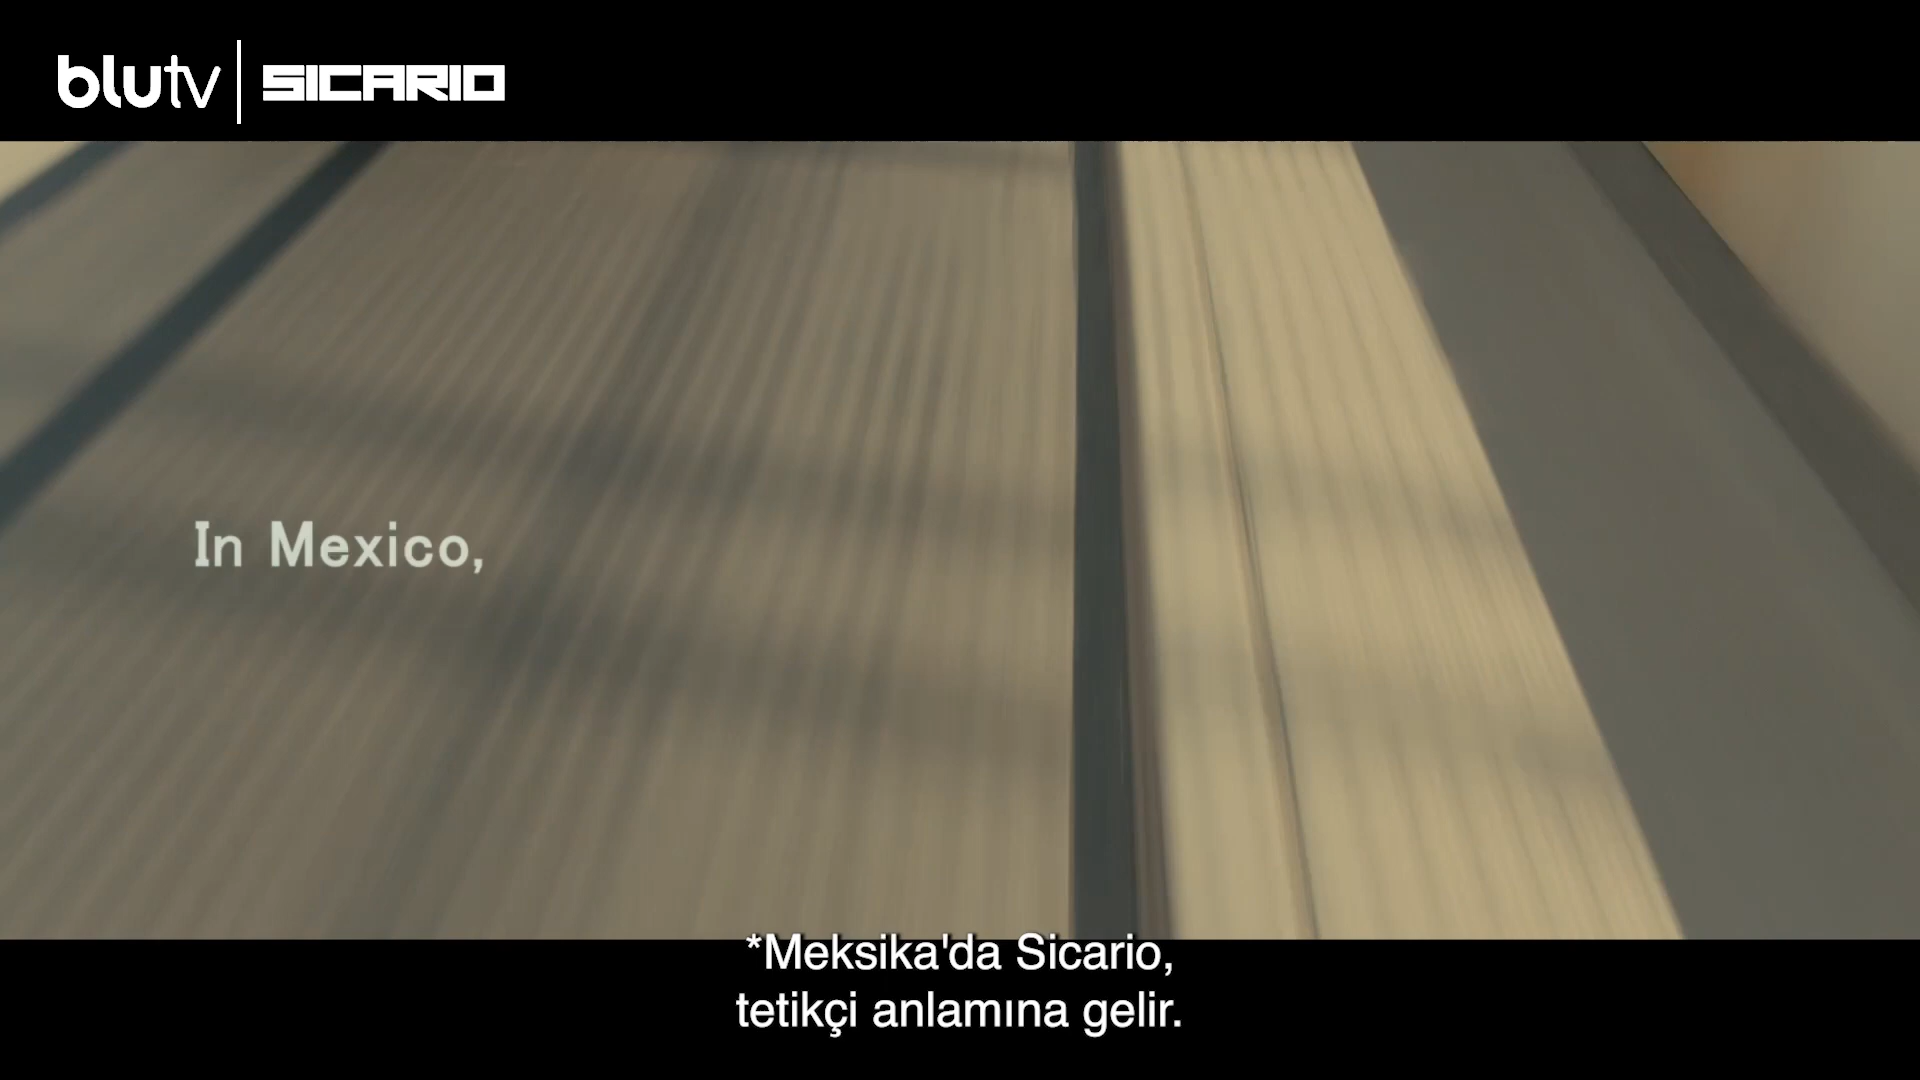 blutv | SICARIO
In Mexico,
*Meksika'da Sicario,
tetikçi anlamına gelir.